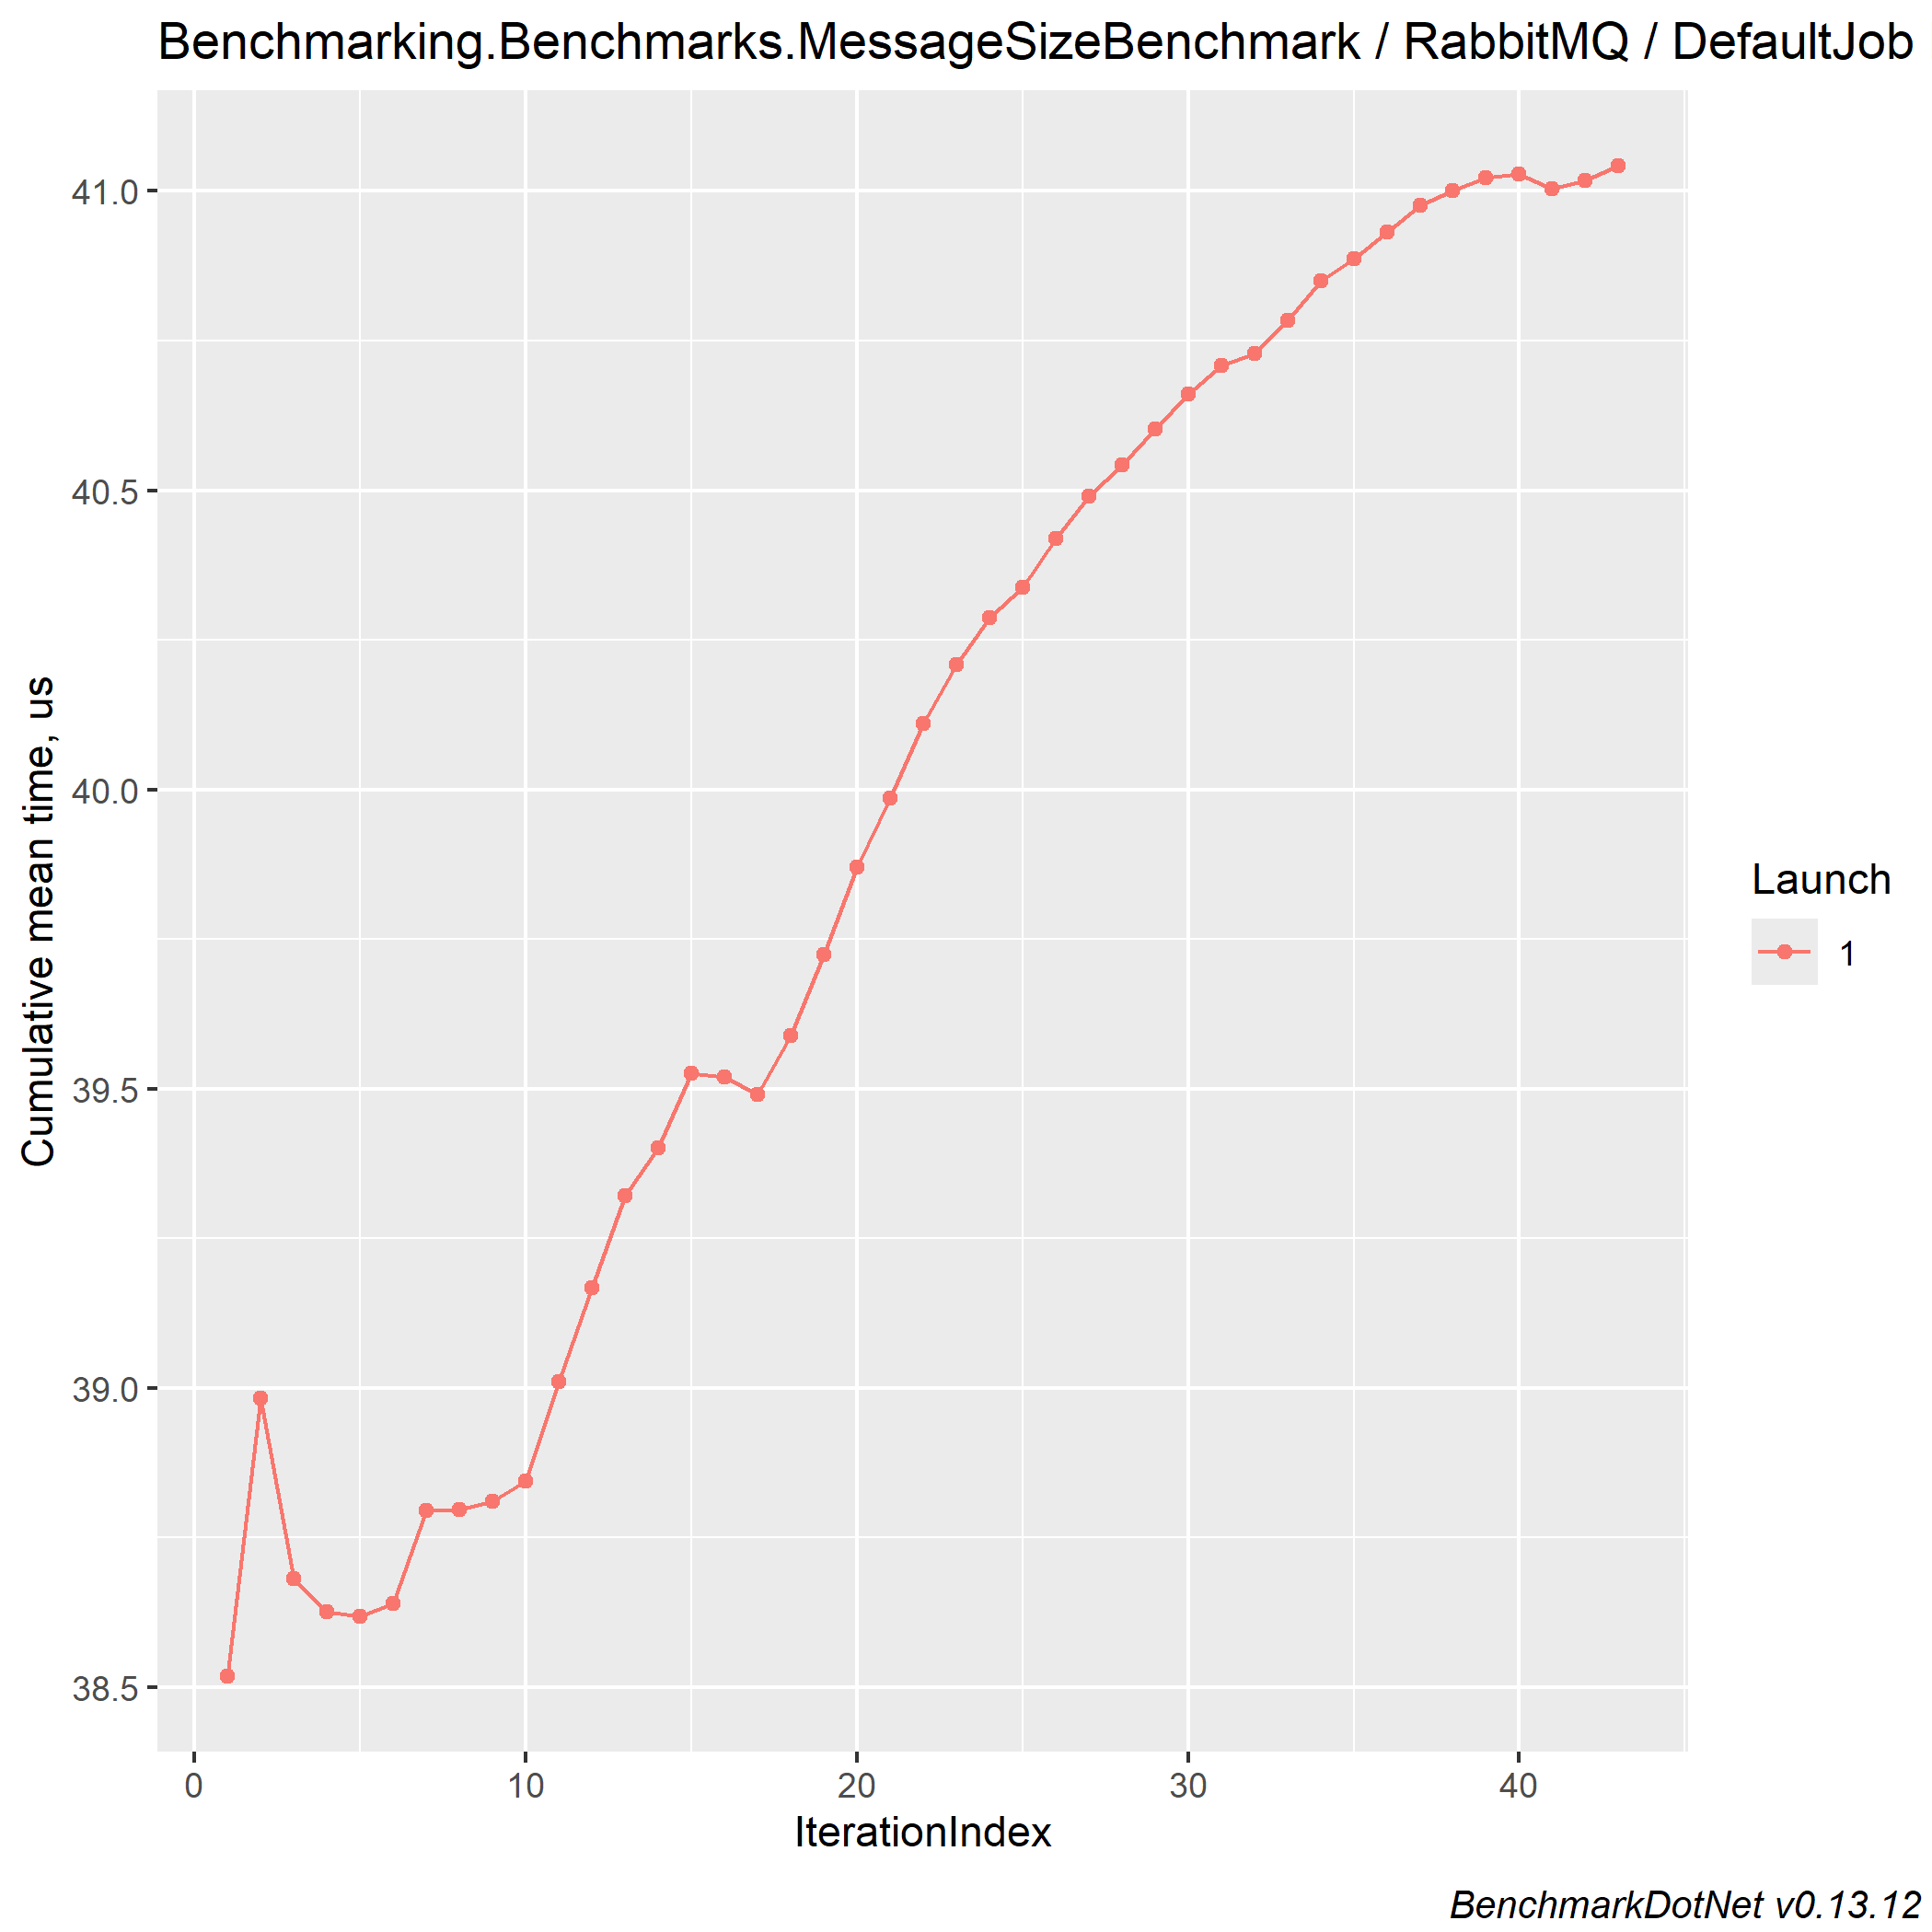 Benchmarking.Benchmarks.MessageSizeBenchmark / RabbitMQ / DefaultJob
41.0
40.5
40.0
39.5
39.0
38.5
Cumulative mean time, us
0 10 20 30 40
IterationIndex
Launch
1
BenchmarkDotNet v0.13.12